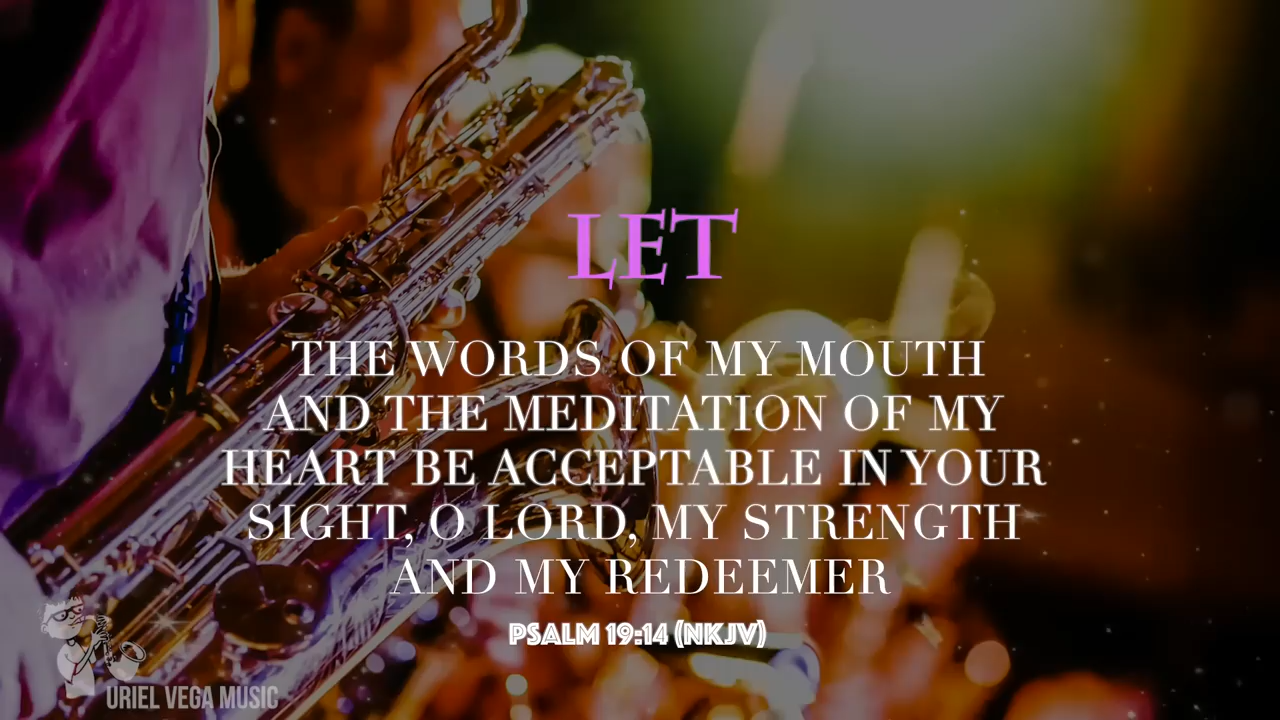 LET
THE WORDS OF MY MOUTH
AND THE MEDITATION OF MY
HEART BE ACCEPTABLE IN YOUR
SIGHT, O LORD, MY STRENGTH
AND MY REDEEMER
PSALM 19:14 (NKJV)
URIEL VEGA MUSIC